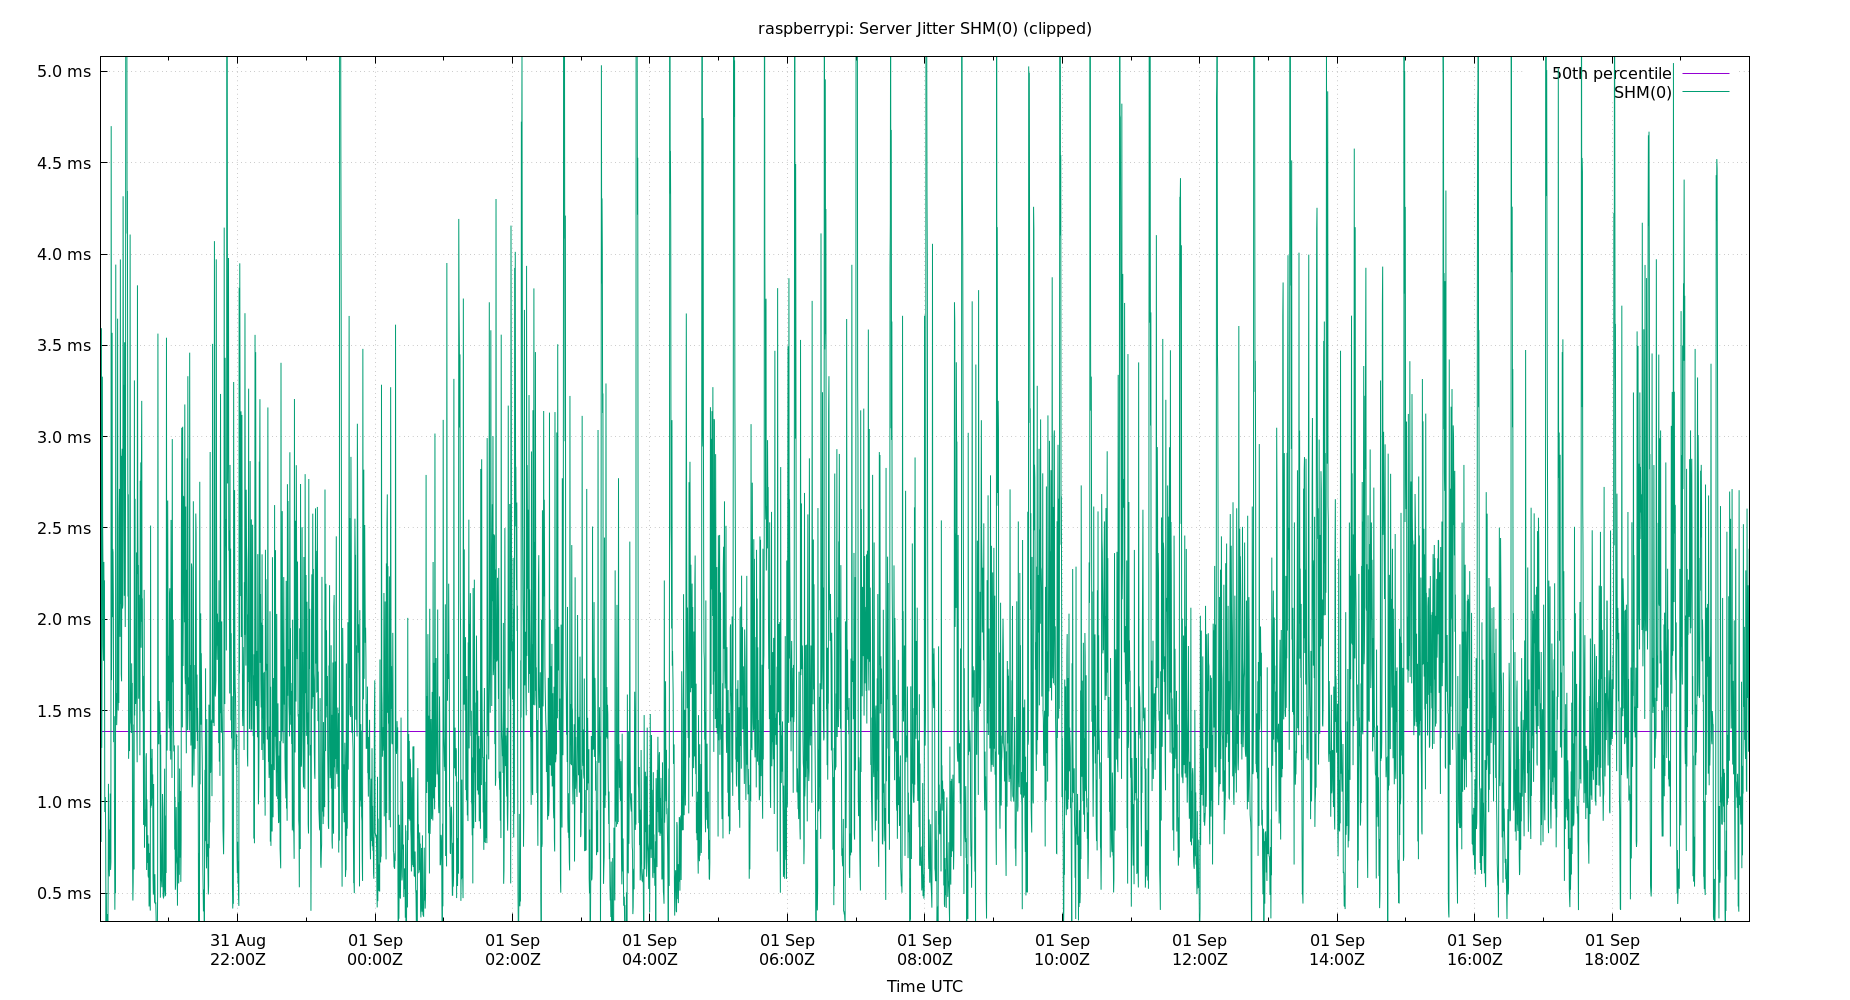 raspberrypi: Server Jitter SHM(0) (clipped)
5.0 ms
50th percentile
SHM(0)
4.5 ms
4.0 ms
3.5 ms
3.0 ms
2.5 ms
2.0 ms
1.5 ms
1.0 ms
0.5 ms
31 Aug 01 Sep 01 Sep 01 Sep 01 Sep 01 Sep 01 Sep 01 Sep 01 Sep 01 Sep 01 Sep
22:00Z 00:00Z 02:00Z 04:00Z 06:00Z 08:00Z 10:00Z 12:00Z 14:00Z 16:00Z 18:00Z
Time UTC